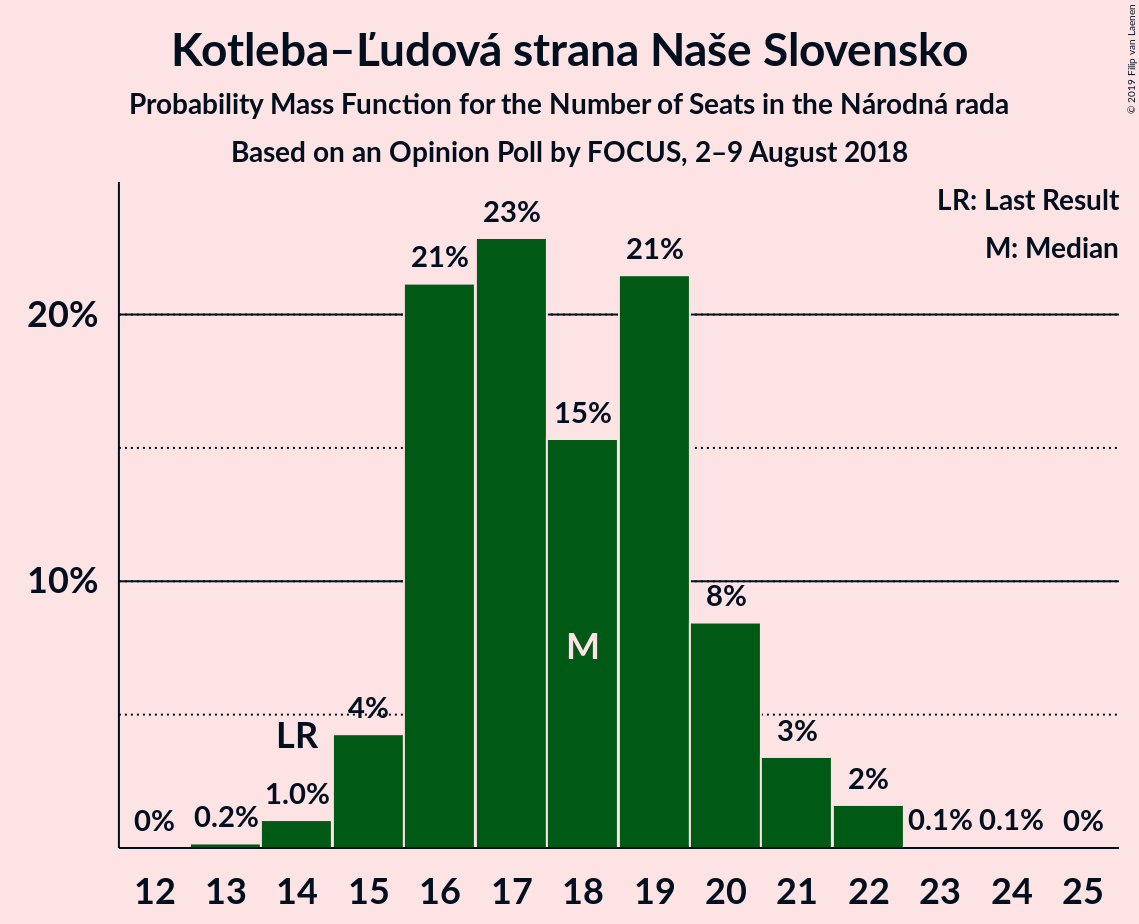 Kotleba–Ľudová strana Naše Slovensko
Probability Mass Function for the Number of Seats in the Národná rada
Based on an Opinion Poll by FOCUS, 2–9 August 2018
© 2019 Filip van Laenen
LR: Last Result
M: Median
20%
10%
0%
0.2%
1.0%
LR
4%
21%
23%
15%
M
21%
8%
3%
2%
0.1%
0.1%
0%
12 13 14 15 16 17 18 19 20 21 22 23 24 25